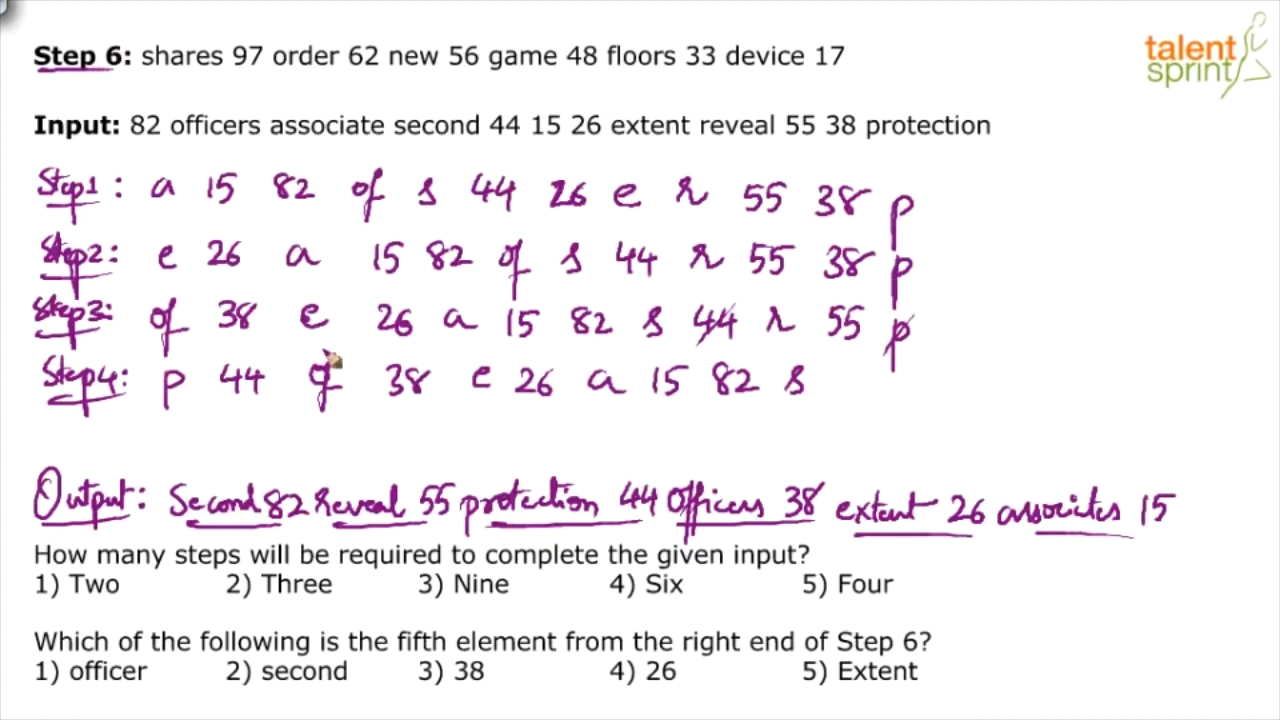 talent
sprint
Step 6: shares 97 order 62 new 56 game 48 floors 33 device 17
Input: 82 officers associate second 44 15 26 extent reveal 55 38 protection
Step1: a 15 82 of s 44 26 e r 55 38 p
Step2: e 26 a 15 82 of s 44 r 55 38 p
Step3: of 38 e 26 a 15 82 s 44 r 55 p
Step4: p 44 of 38 e 26 a 15 82 s
Output: Second 82 reveal 55 protection 44 Officers 38 extent 26 associates 15
How many steps will be required to complete the given input?
1) Two 2) Three 3) Nine 4) Six 5) Four
Which of the following is the fifth element from the right end of Step 6?
1) officer 2) second 3) 38 4) 26 5) Extent